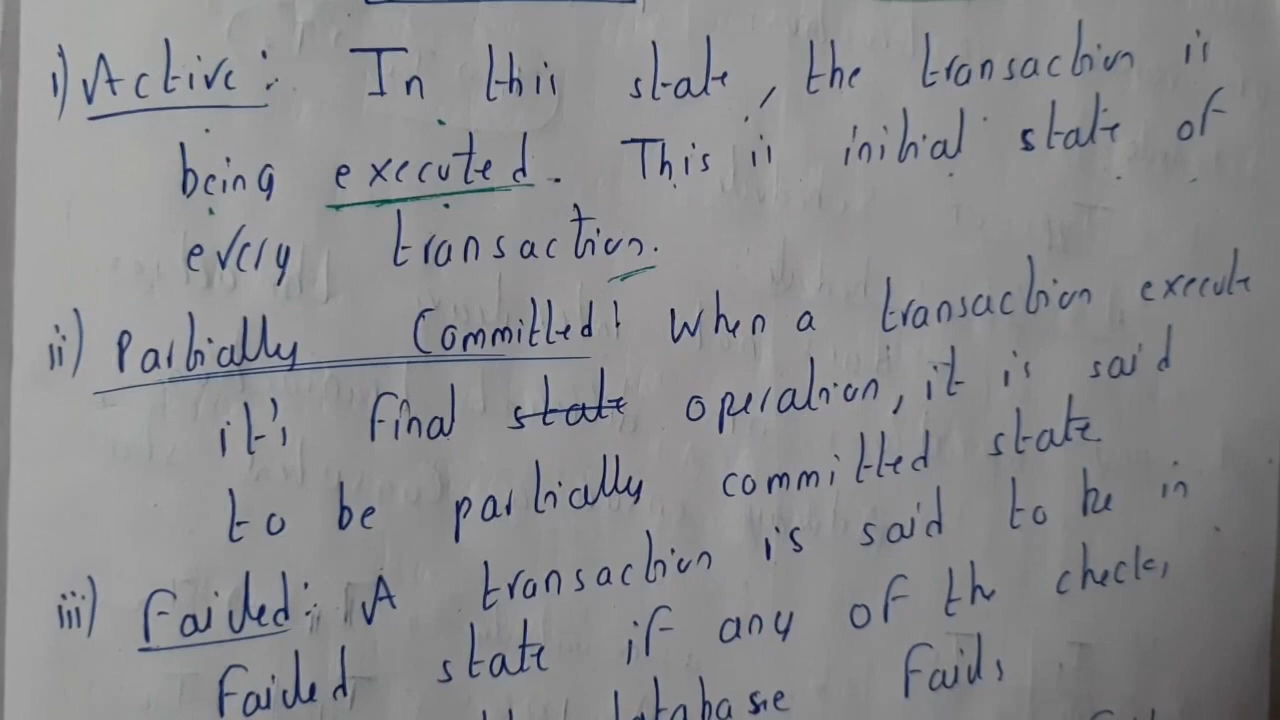 i) Active: In this state, the transaction is
being executed. This is initial state of
every transaction.
ii) Partially Committed: When a transaction execute
it's final state operation, it is said
to be partially committed state
iii) Failed: A transaction is said to be in
Failed state if any of the checks
database Fails